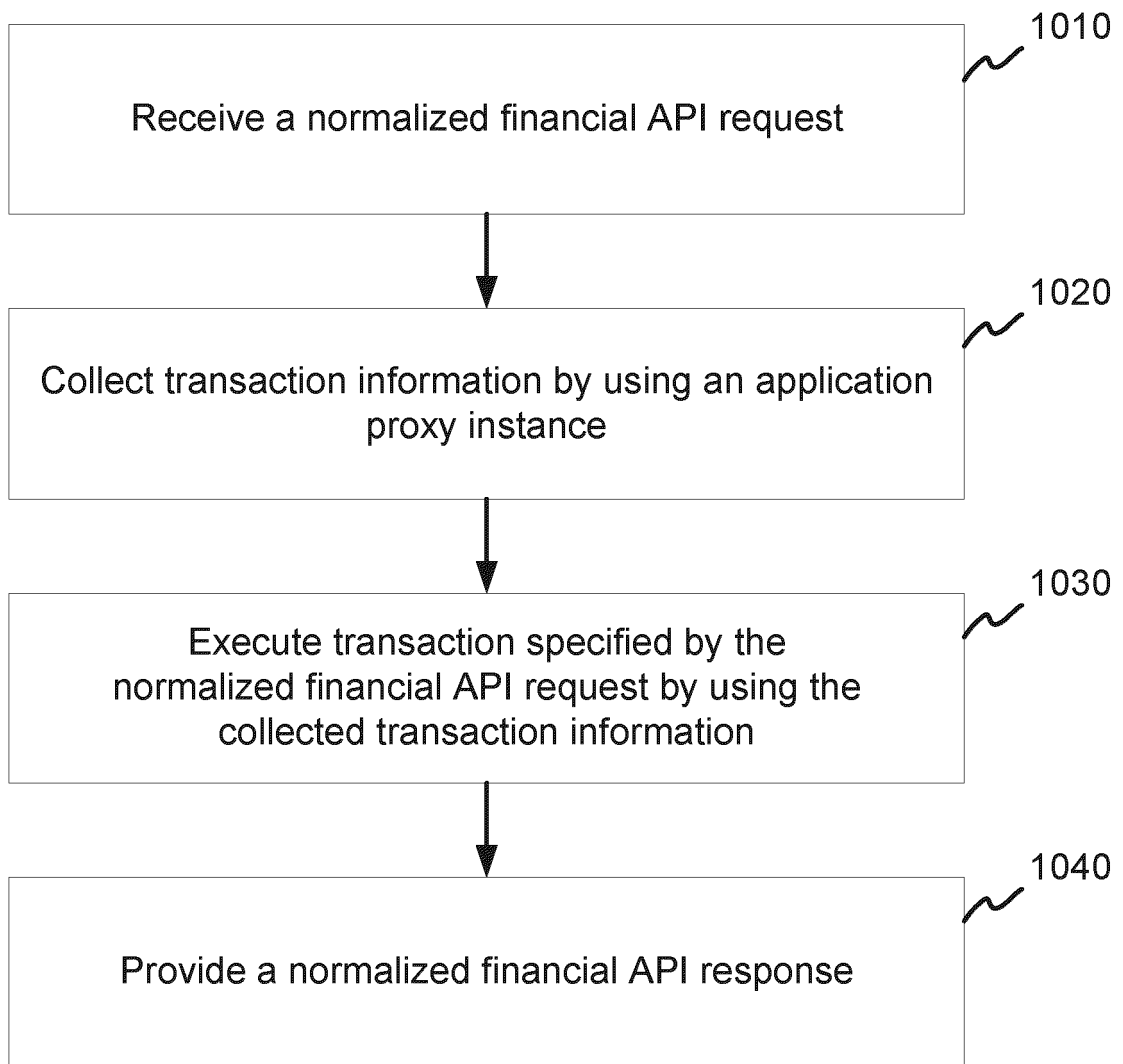 1010
Receive a normalized financial API request
1020
Collect transaction information by using an application
proxy instance
1030
Execute transaction specified by the
normalized financial API request by using the
collected transaction information
1040
Provide a normalized financial API response